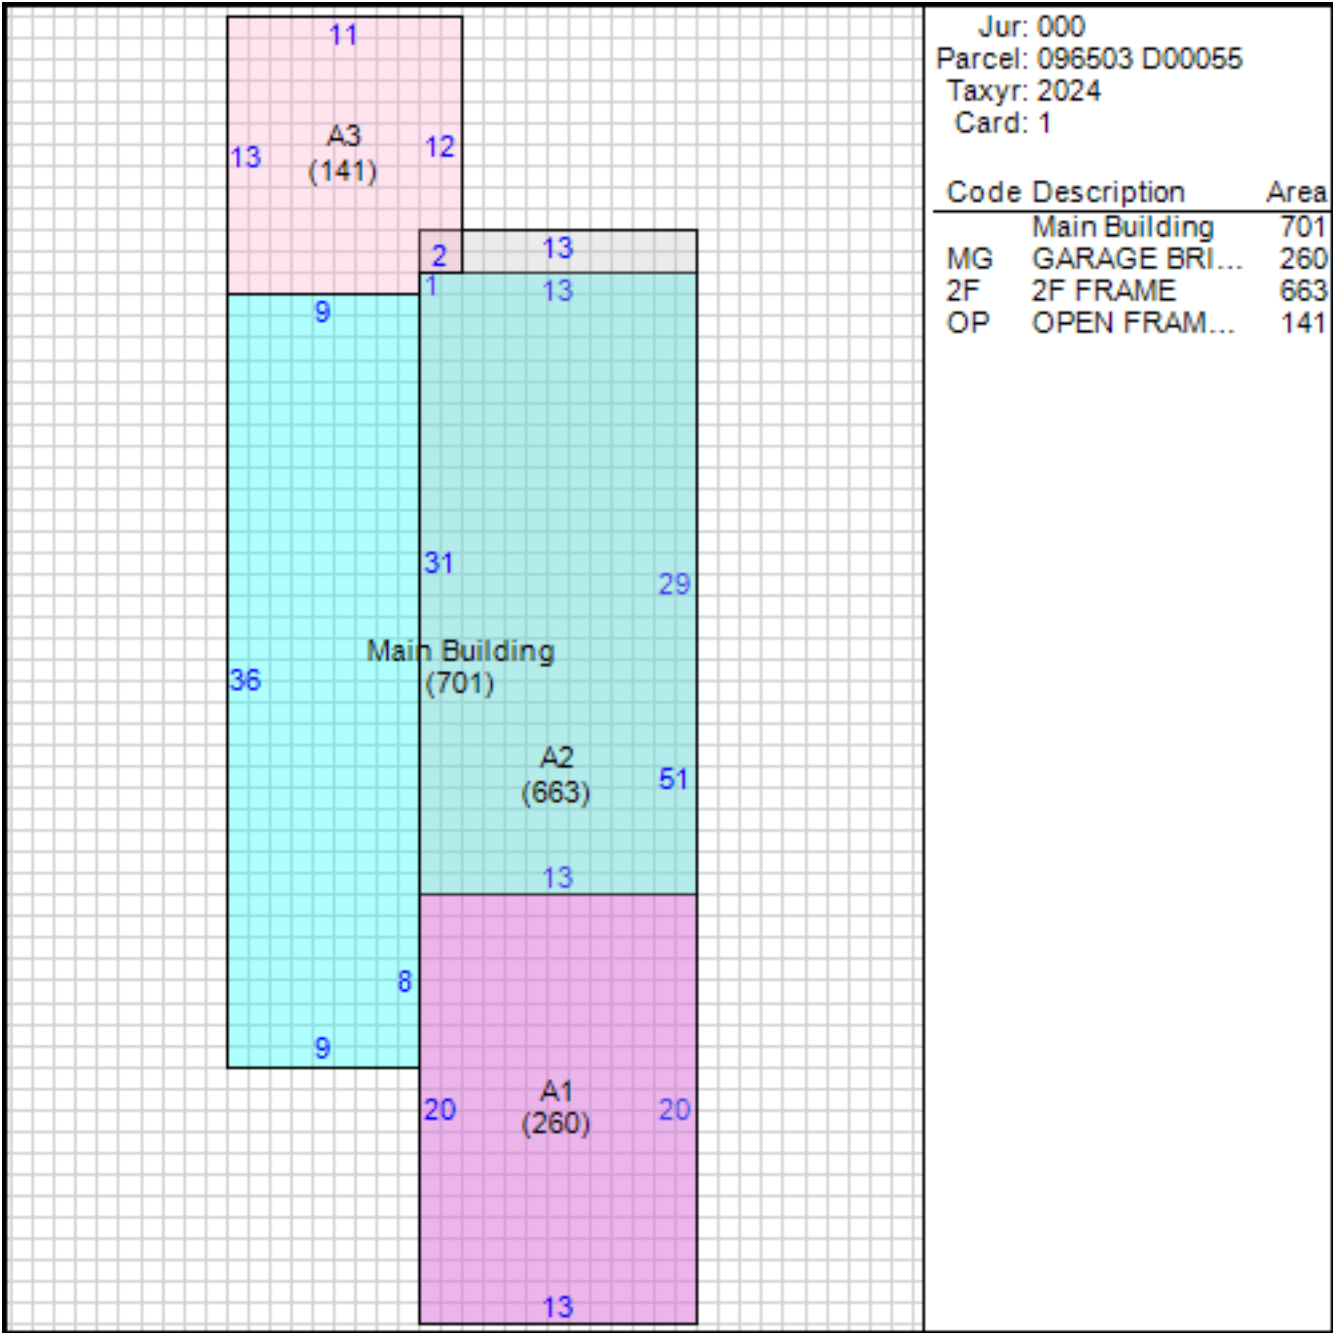 11
13
A3
(141)
12
2
13
1
13
9
31
29
Main Building
(701)
36
A2
(663)
51
13
8
9
20
A1
(260)
20
13
Jur: 000
Parcel: 096503 D00055
Taxyr: 2024
Card: 1
Code Description Area
Main Building 701
MG GARAGE BRI... 260
2F 2F FRAME 663
OP OPEN FRAM... 141